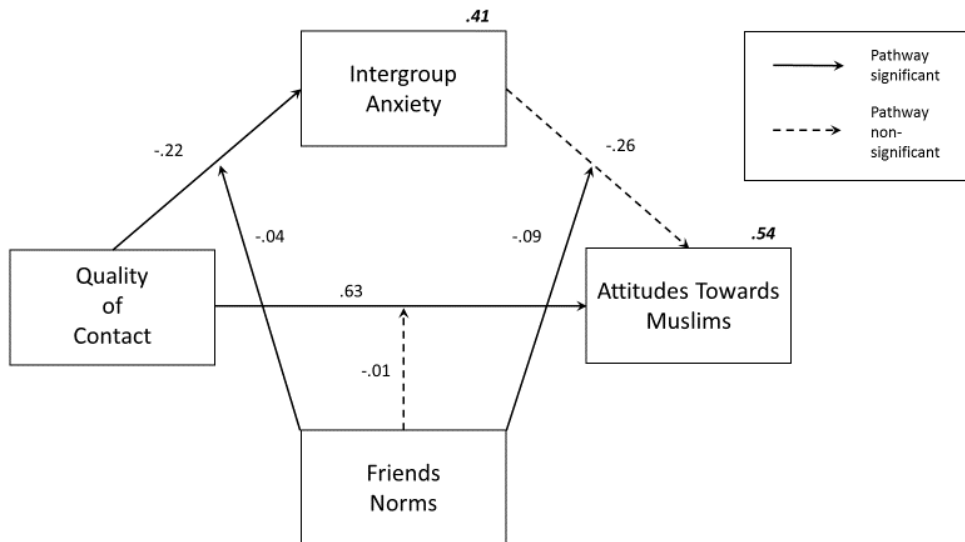 .41
Intergroup
Anxiety
Pathway
significant
Pathway
non-
significant
-.22
-.26
-.04
-.09
.54
Quality
of
Contact
.63
Attitudes Towards
Muslims
-.01
Friends
Norms